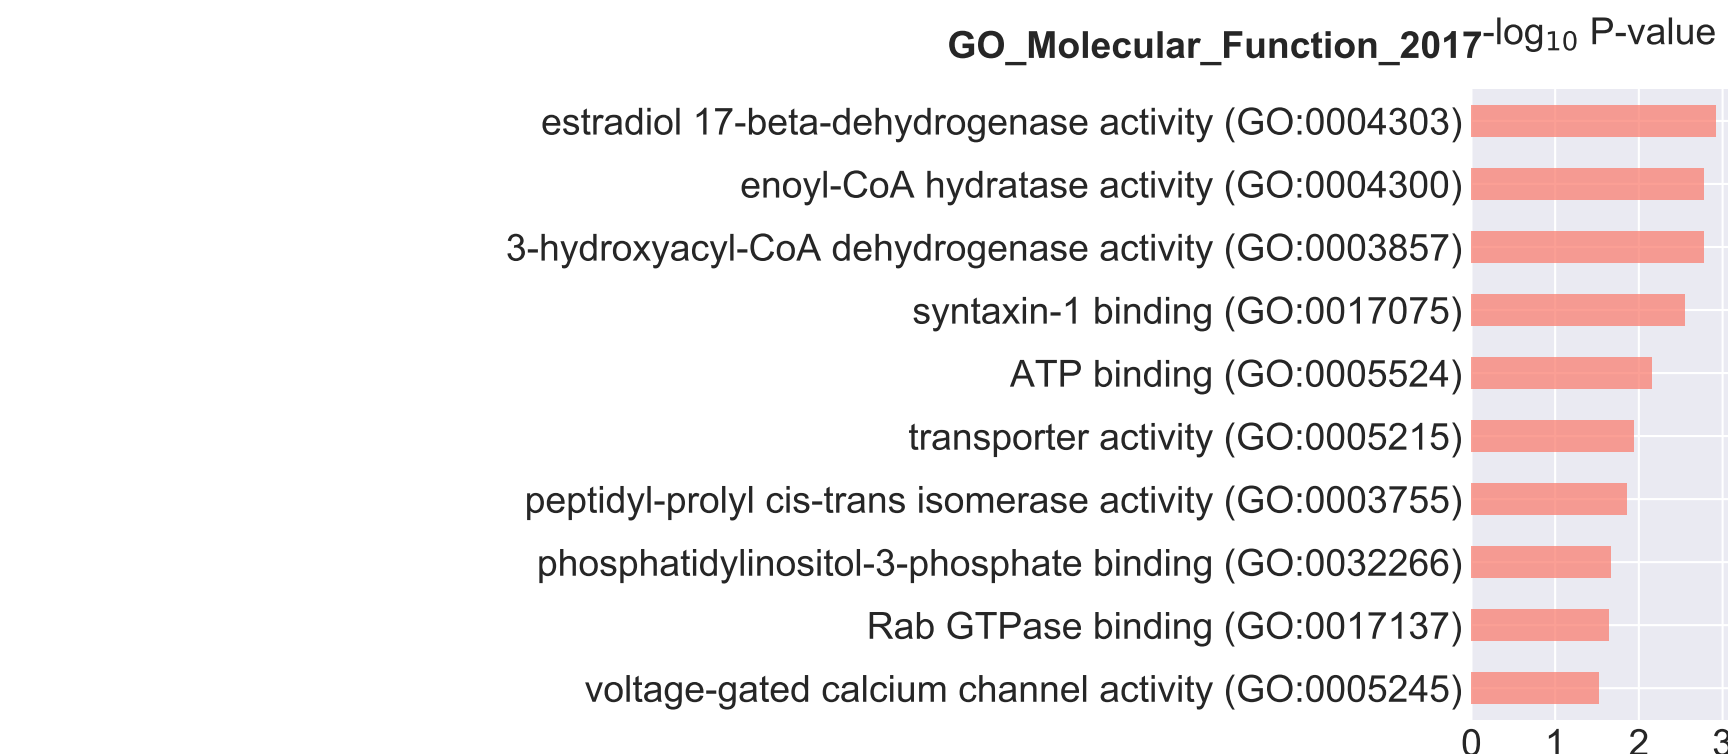 GO_Molecular_Function_2017 -log₁₀ P-value
estradiol 17-beta-dehydrogenase activity (GO:0004303)
enoyl-CoA hydratase activity (GO:0004300)
3-hydroxyacyl-CoA dehydrogenase activity (GO:0003857)
syntaxin-1 binding (GO:0017075)
ATP binding (GO:0005524)
transporter activity (GO:0005215)
peptidyl-prolyl cis-trans isomerase activity (GO:0003755)
phosphatidylinositol-3-phosphate binding (GO:0032266)
Rab GTPase binding (GO:0017137)
voltage-gated calcium channel activity (GO:0005245)
0 1 2 3